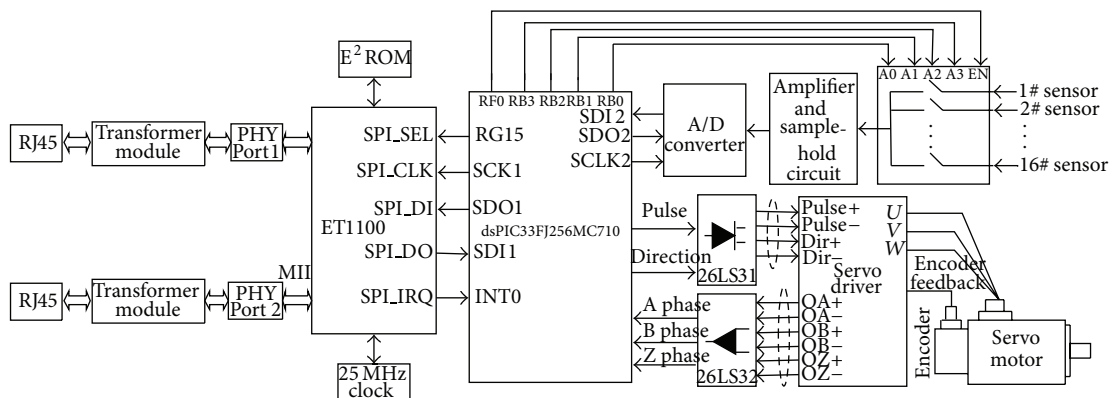 RJ45
Transformer
module
PHY
Port1
E² ROM
SPI_SEL
SPI_CLK
SPI_DI
ET1100
SPI_DO
MII
SPI_IRQ
RJ45
Transformer
module
PHY
Port 2
25 MHz
clock
RF0 RB3 RB2 RB1 RB0
SDI 2
RG15
SDO2
SCLK2
SCK1
SDO1
dsPIC33FJ256MC710
SDI1
INT0
A/D
converter
Amplifier
and
sample-
hold
circuit
A0 A1 A2 A3 EN
1# sensor
2# sensor
16# sensor
Pulse
Direction
26LS31
A phase
B phase
Z phase
26LS32
Pulse+
Pulse−
Dir+
Dir−
Servo
driver
U
V
W
OA+
OA−
OB+
OB−
OZ+
OZ−
Encoder
feedback
Encoder
Servo
motor